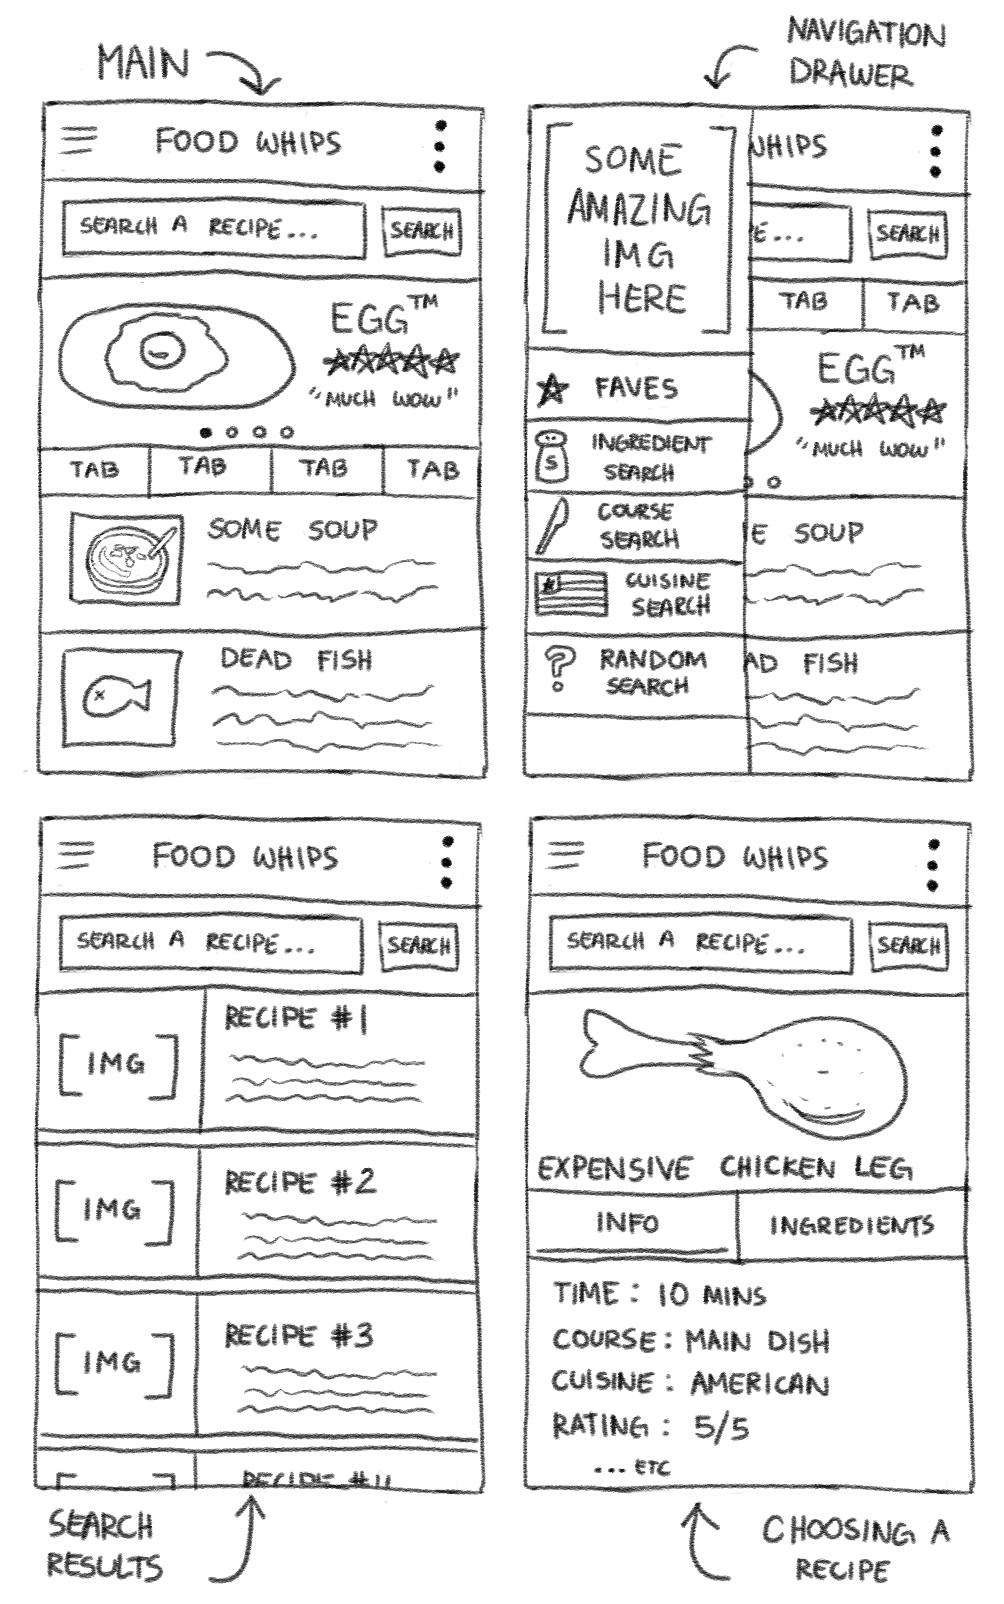 MAIN
FOOD WHIPS
SEARCH A RECIPE...
SEARCH
EGG™
"MUCH WOW"
TAB
TAB
TAB
TAB
SOME SOUP
DEAD FISH
NAVIGATION
DRAWER
SOME
AMAZING
IMG
HERE
WHIPS
E...
SEARCH
TAB
TAB
FAVES
S
INGREDIENT
SEARCH
COURSE
SEARCH
CUISINE
SEARCH
?
RANDOM
SEARCH
EGG™
"MUCH WOW"
E SOUP
AD FISH
FOOD WHIPS
SEARCH A RECIPE...
SEARCH
IMG
RECIPE #1
IMG
RECIPE #2
IMG
RECIPE #3
SEARCH
RESULTS
FOOD WHIPS
SEARCH A RECIPE...
SEARCH
EXPENSIVE CHICKEN LEG
INFO
INGREDIENTS
TIME : 10 MINS
COURSE : MAIN DISH
CUISINE : AMERICAN
RATING : 5/5
... ETC
CHOOSING A
RECIPE